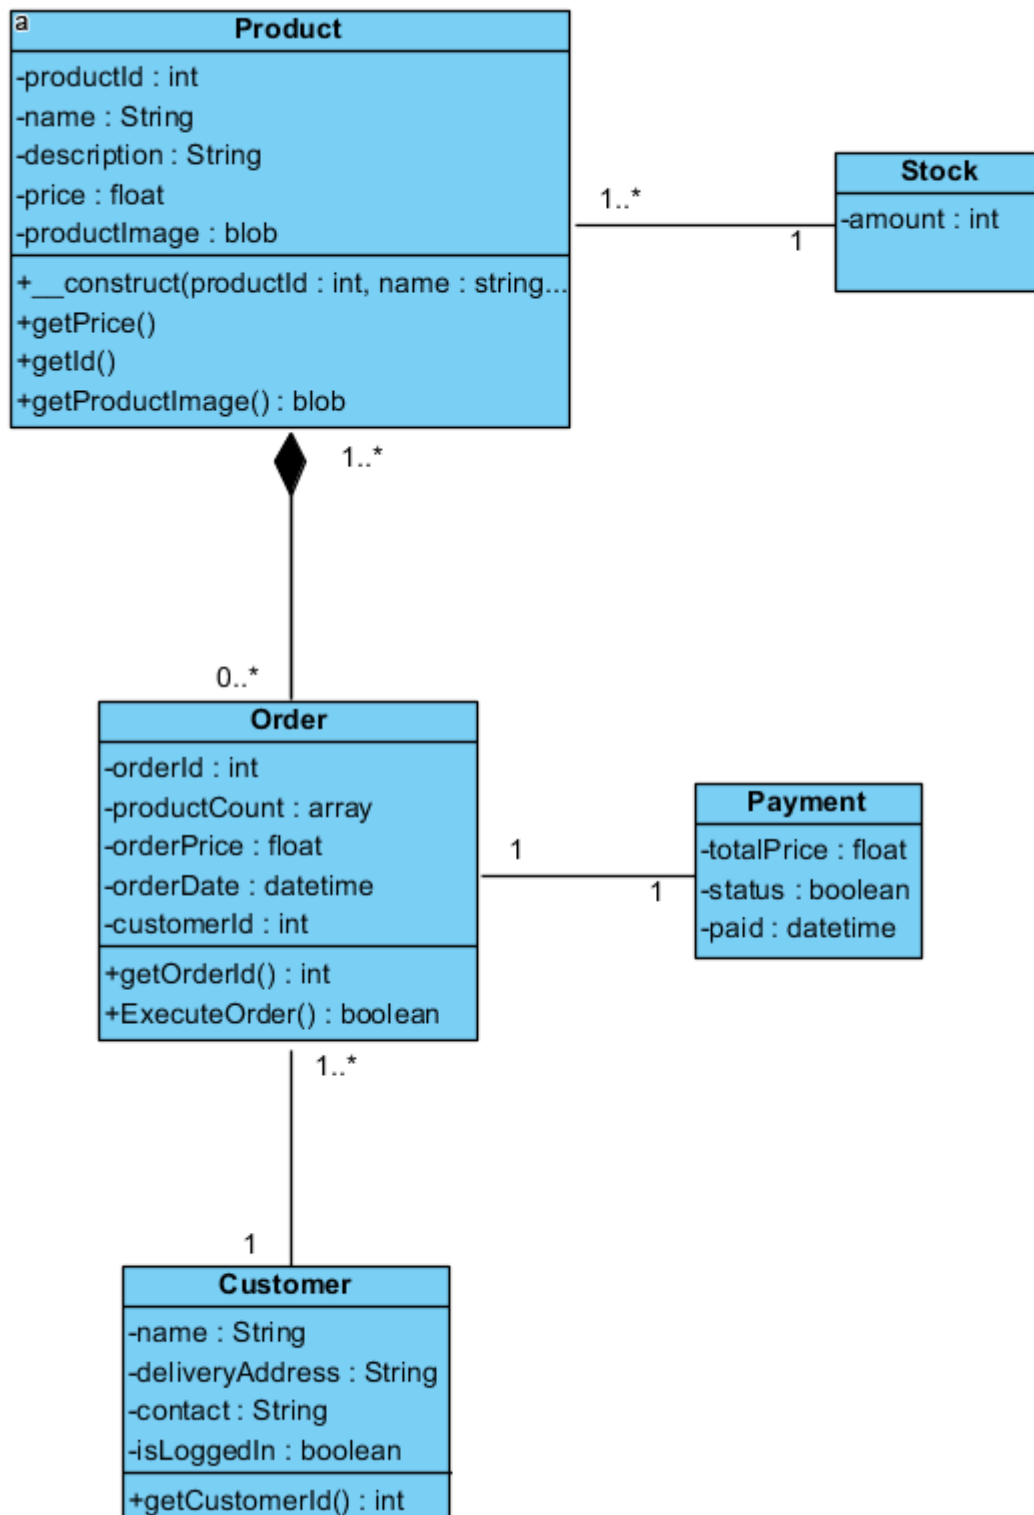 a
Product
-productId : int
-name : String
-description : String
-price : float
-productImage : blob
+__construct(productId : int, name : string...
+getPrice()
+getId()
+getProductImage() : blob
1..*
1
Stock
-amount : int
1..*
0..*
Order
-orderId : int
-productCount : array
-orderPrice : float
-orderDate : datetime
-customerId : int
+getOrderId() : int
+ExecuteOrder() : boolean
1
1
Payment
-totalPrice : float
-status : boolean
-paid : datetime
1..*
1
Customer
-name : String
-deliveryAddress : String
-contact : String
-isLoggedIn : boolean
+getCustomerId() : int